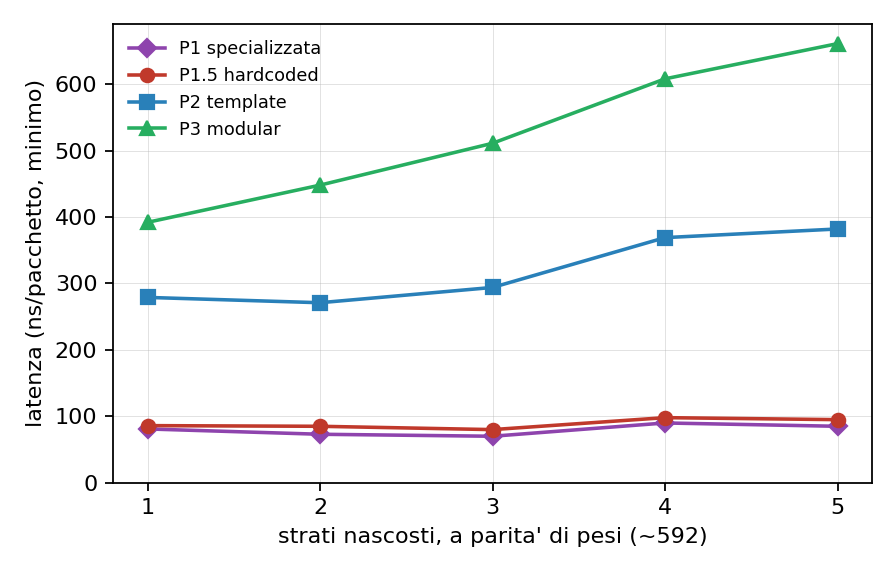 P1 specializzata
P1.5 hardcoded
P2 template
P3 modular
latenza (ns/pacchetto, minimo)
600
500
400
300
200
100
0
1 2 3 4 5
strati nascosti, a parita' di pesi (~592)